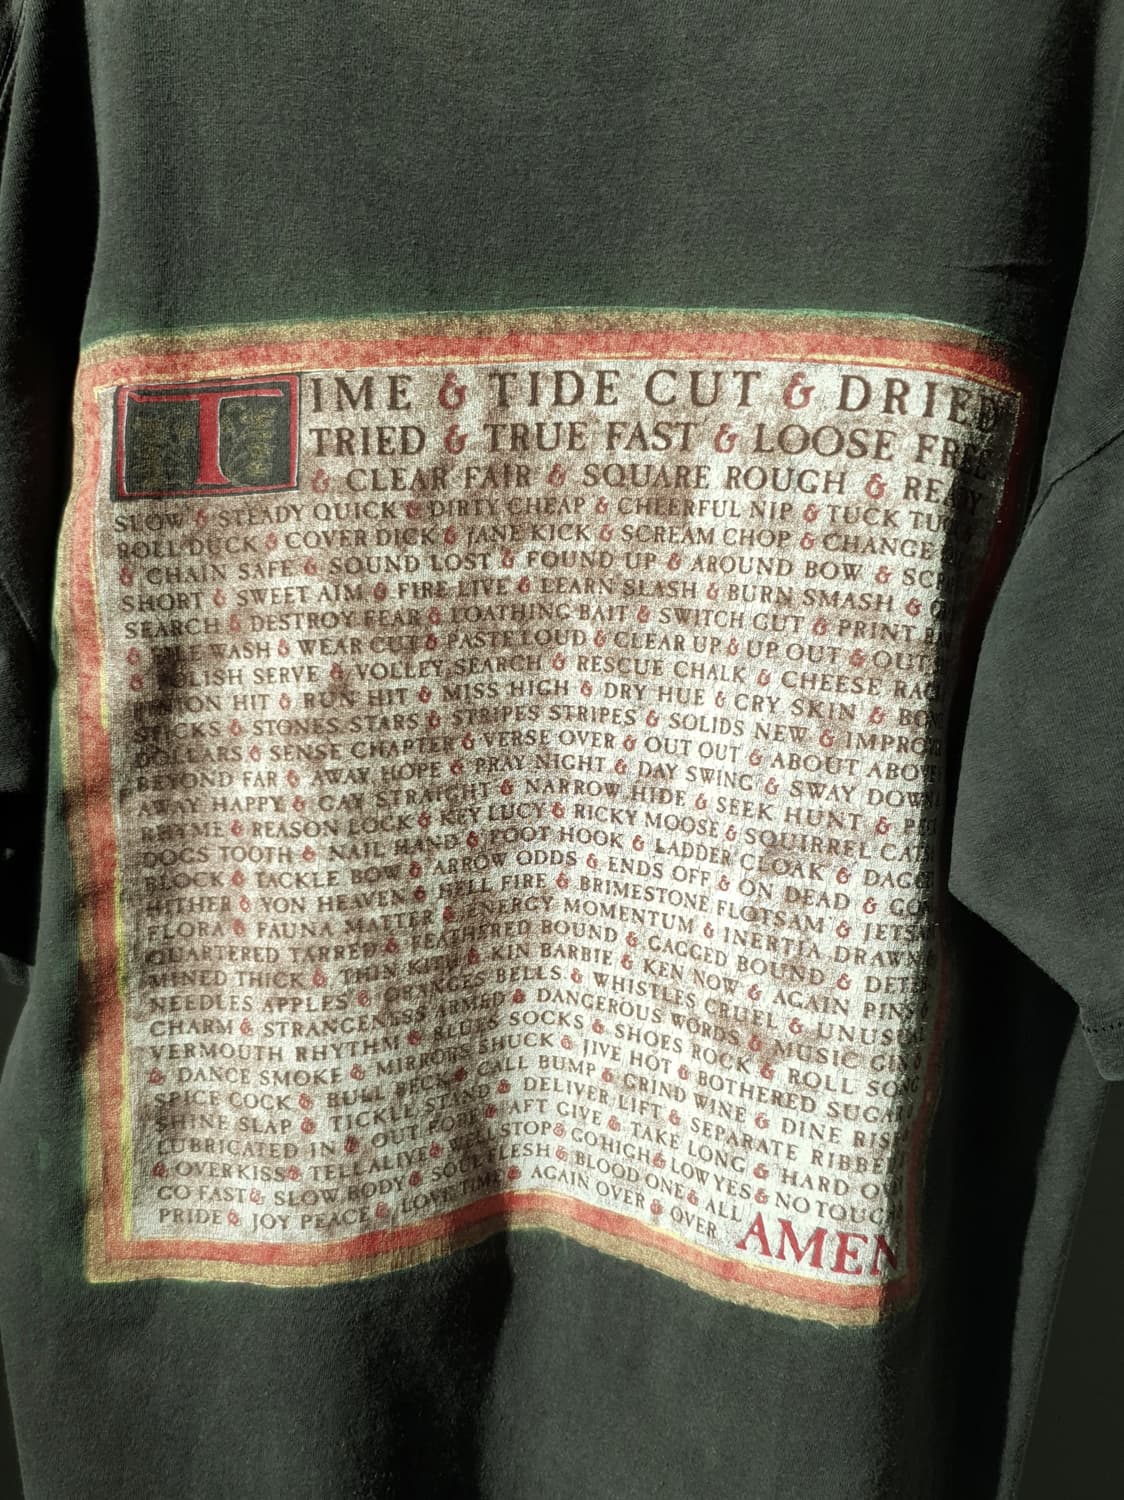 TIME & TIDE CUT & DRIED
TRIED & TRUE FAST & LOOSE FREE
& CLEAR FAIR & SQUARE ROUGH & READY
SLOW & STEADY QUICK & DIRTY CHEAP & CHEERFUL NIP & TUCK
ROLL DUCK & COVER DICK & JANE KICK & SCREAM CHOP & CHANGE
& CHAIN SAFE & SOUND LOST & FOUND UP & AROUND BOW &
SHORT & SWEET AIM & FIRE LIVE & LEARN SLASH & BURN SMASH &
SEARCH & DESTROY FEAR & LOATHING BAIT & SWITCH CUT & PRINT
& WASH & WEAR CUT & PASTE LOUD & CLEAR UP & UP OUT & OUT
& SERVE & VOLLEY SEARCH & RESCUE CHALK & CHEESE
HIT & RUN HIT & MISS HIGH & DRY HUE & CRY SKIN &
STICKS & STONES STARS & STRIPES STRIPES & SOLIDS NEW &
DOLLARS & SENSE CHAPTER & VERSE OVER & OUT OUT & ABOUT ABOVE
BEYOND FAR & AWAY HOPE & PRAY NIGHT & DAY SWING & SWAY DOWN
AWAY HAPPY & GAY STRAIGHT & NARROW HIDE & SEEK HUNT &
RHYME & REASON LOCK & KEY LUCY & RICKY MOOSE & SQUIRREL CATS
DOGS TOOTH & NAIL HAND & FOOT HOOK & LADDER CLOAK &
BLOCK & TACKLE BOW & ARROW ODDS & ENDS OFF & ON DEAD &
HITHER & YON HEAVEN & HELL FIRE & BRIMESTONE FLOTSAM &
FLORA & FAUNA MATTER & ENERGY MOMENTUM & INERTIA DRAWN
QUARTERED TARRED & FEATHERED BOUND & GAGGED BOUND &
THICK & THIN & KIN BARBIE & KEN NOW & AGAIN PINS
NEEDLES APPLES & ORANGES BELLS & WHISTLES CRUEL & UNUSUAL
CHARM & STRANGENESS ARMED & DANGEROUS WORDS & MUSIC GIN
VERMOUTH RHYTHM & BLUES SOCKS & SHOES ROCK & ROLL SONG
& DANCE SMOKE & MIRRORS SHUCK & JIVE HOT & BOTHERED SUGAR
SPICE COCK & BULL BECK & CALL BUMP & GRIND WINE & DINE RISE
SHINE SLAP & TICKLE STAND & DELIVER LIFT & SEPARATE RIBBED
LUBRICATED IN & OUT FORE & AFT GIVE & TAKE LONG & HARD OVER
& OVER KISS & TELL ALIVE & WELL STOP & GO HIGH & LOW YES & NO TOUCH
GO FAST & SLOW BODY & SOUL FLESH & BLOOD ONE & ALL
PRIDE & JOY PEACE & LOVE TIME & AGAIN OVER & OVER
AMEN